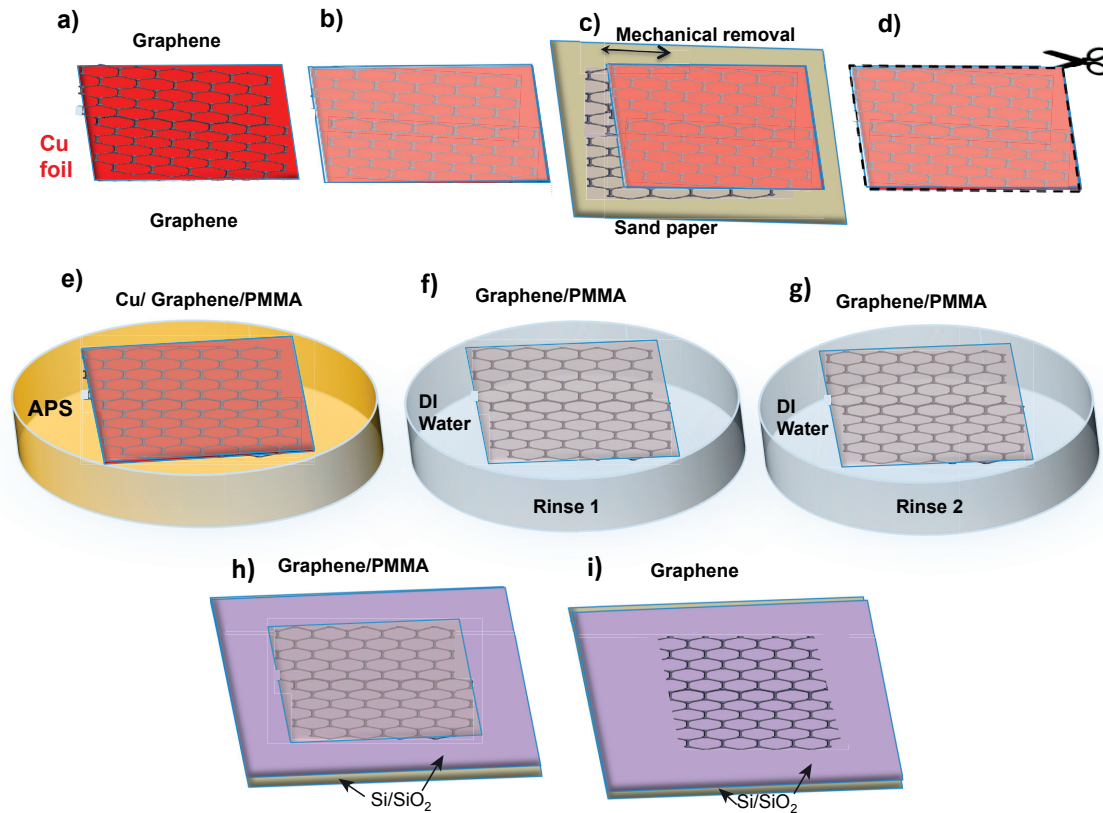 a)
Graphene
Cu
foil
Graphene
b)
c)
Mechanical removal
Sand paper
d)
e)
Cu/ Graphene/PMMA
APS
f)
Graphene/PMMA
DI
Water
Rinse 1
g)
Graphene/PMMA
DI
Water
Rinse 2
h)
Graphene/PMMA
Si/SiO₂
i)
Graphene
Si/SiO₂